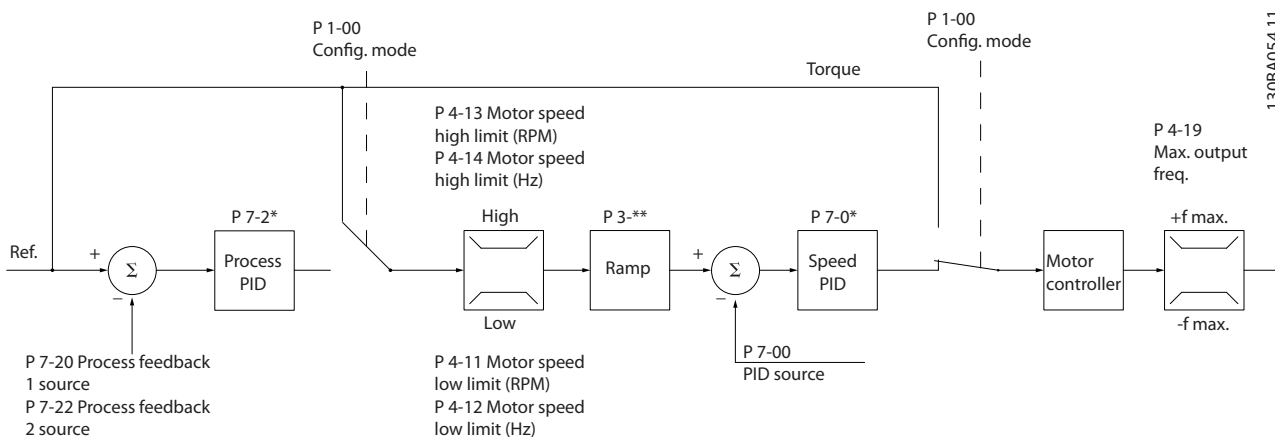 P 1-00
Config. mode
P 1-00
Config. mode
130BA054.11
Torque
P 4-13 Motor speed
high limit (RPM)
P 4-14 Motor speed
high limit (Hz)
P 4-19
Max. output
freq.
P 7-2*
High
P 3-**
P 7-0*
+f max.
Ref.
+
Σ
_
Process
PID
Ramp
+
Σ
_
Speed
PID
Motor
controller
Low
-f max.
P 7-20 Process feedback
1 source
P 7-22 Process feedback
2 source
P 4-11 Motor speed
low limit (RPM)
P 4-12 Motor speed
low limit (Hz)
P 7-00
PID source